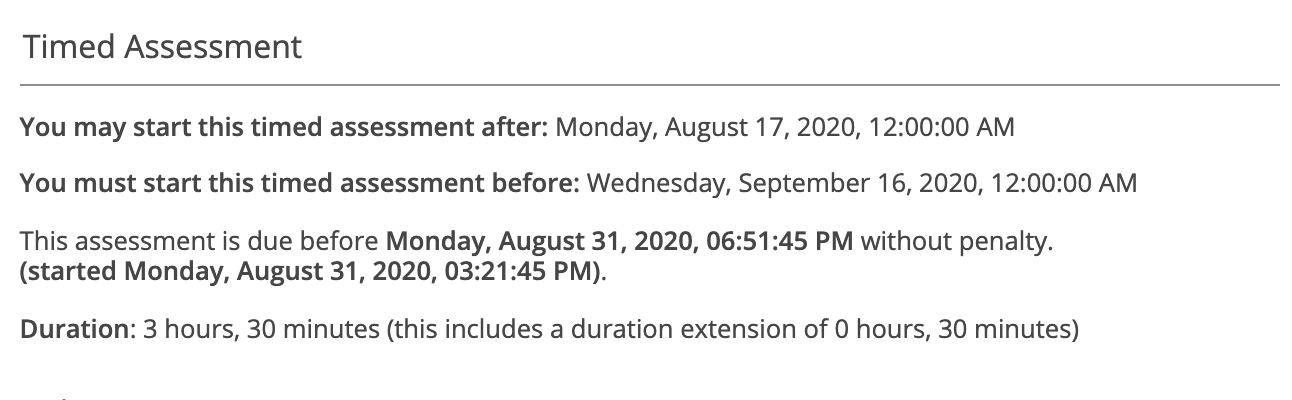 Timed Assessment
You may start this timed assessment after: Monday, August 17, 2020, 12:00:00 AM
You must start this timed assessment before: Wednesday, September 16, 2020, 12:00:00 AM
This assessment is due before Monday, August 31, 2020, 06:51:45 PM without penalty.
(started Monday, August 31, 2020, 03:21:45 PM).
Duration: 3 hours, 30 minutes (this includes a duration extension of 0 hours, 30 minutes)